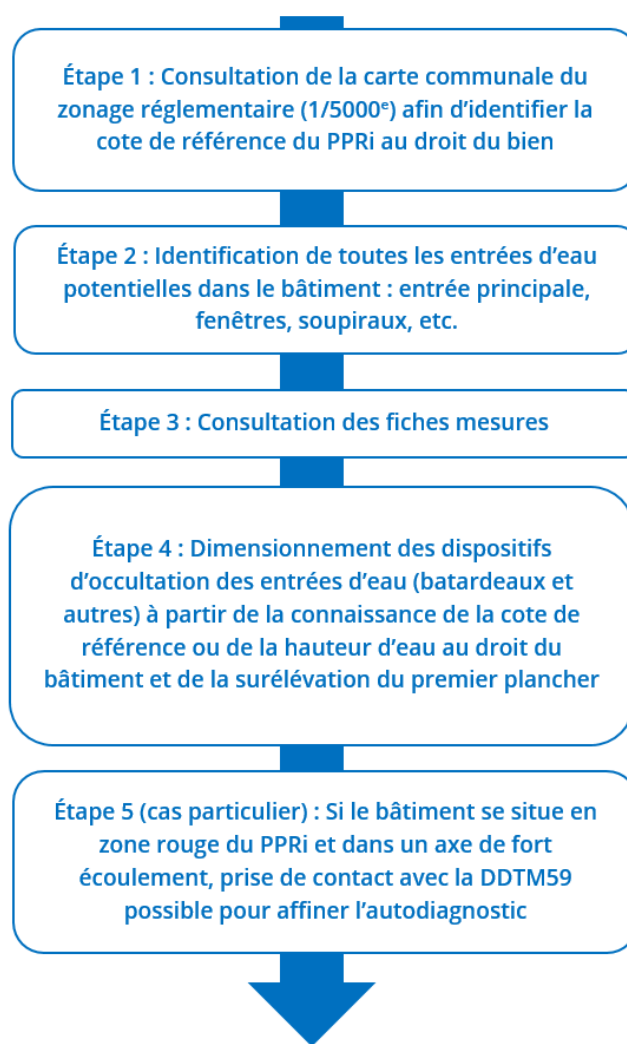 Étape 1 : Consultation de la carte communale du
zonage réglementaire (1/5000ᵉ) afin d’identifier la
cote de référence du PPRi au droit du bien
Étape 2 : Identification de toutes les entrées d’eau
potentielles dans le bâtiment : entrée principale,
fenêtres, soupiraux, etc.
Étape 3 : Consultation des fiches mesures
Étape 4 : Dimensionnement des dispositifs
d’occultation des entrées d’eau (batardeaux et
autres) à partir de la connaissance de la cote de
référence ou de la hauteur d’eau au droit du
bâtiment et de la surélévation du premier plancher
Étape 5 (cas particulier) : Si le bâtiment se situe en
zone rouge du PPRi et dans un axe de fort
écoulement, prise de contact avec la DDTM59
possible pour affiner l’autodiagnostic